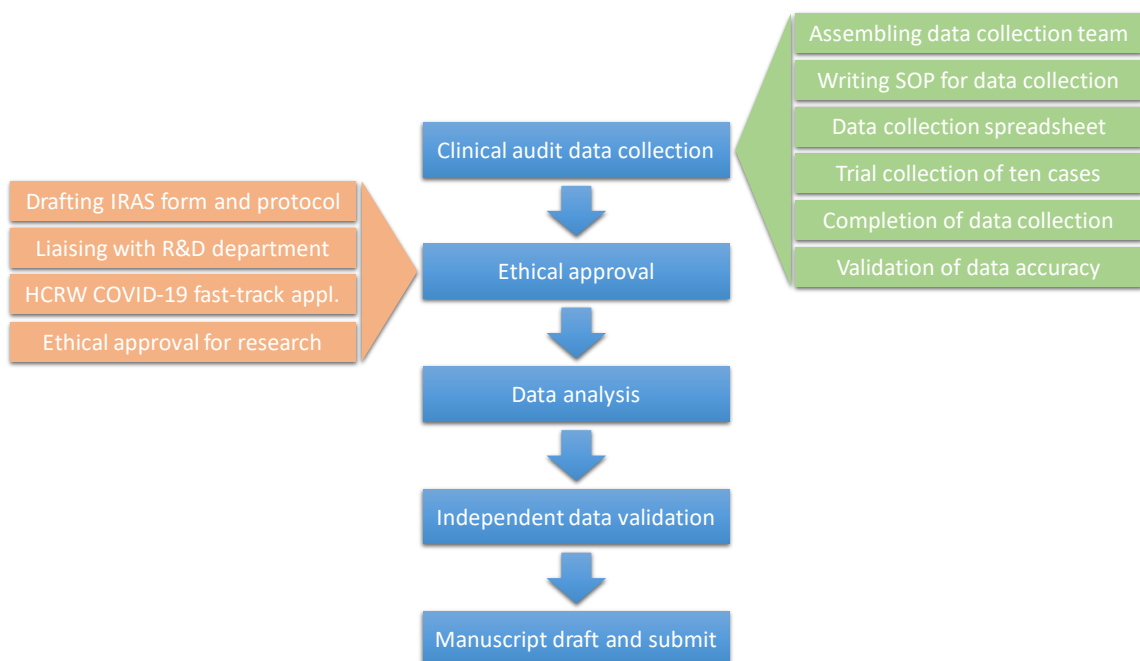 Assembling data collection team
Writing SOP for data collection
Data collection spreadsheet
Trial collection of ten cases
Completion of data collection
Validation of data accuracy
Clinical audit data collection
Drafting IRAS form and protocol
Liaising with R&D department
HCRW COVID-19 fast-track appl.
Ethical approval for research
Ethical approval
Data analysis
Independent data validation
Manuscript draft and submit